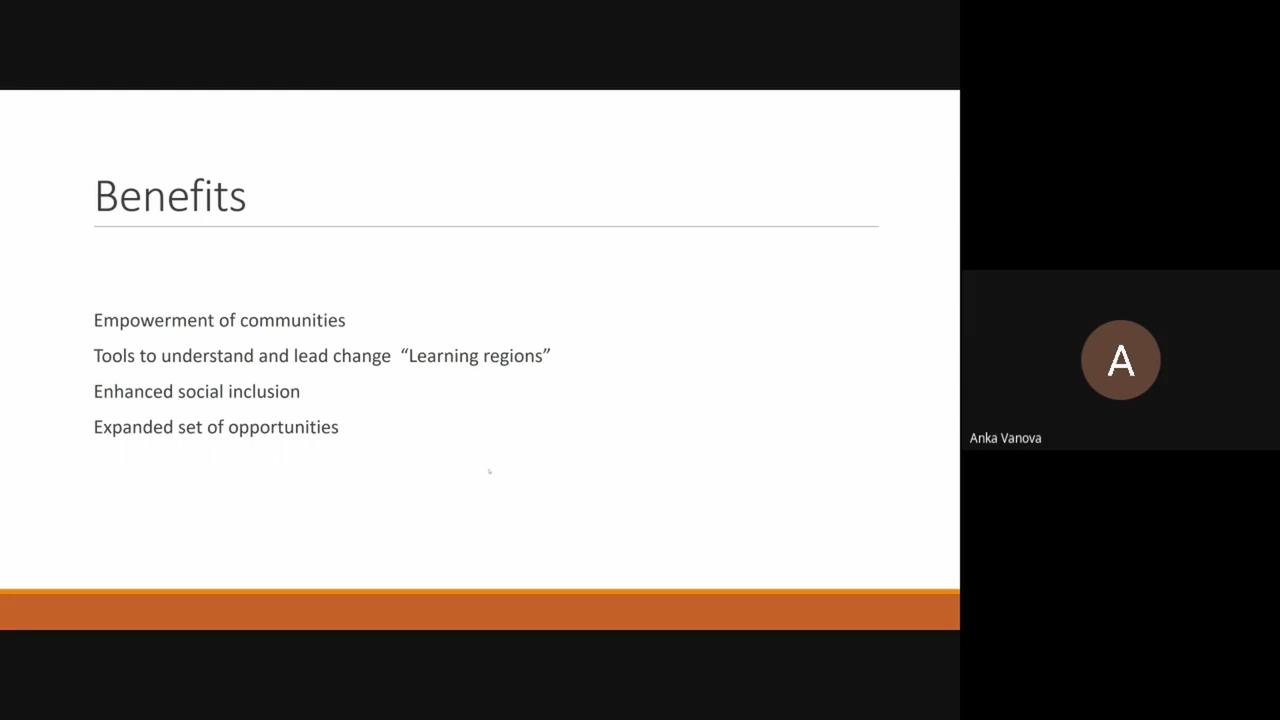 Benefits
Empowerment of communities
Tools to understand and lead change “Learning regions”
Enhanced social inclusion
Expanded set of opportunities
A
Anka Vanova